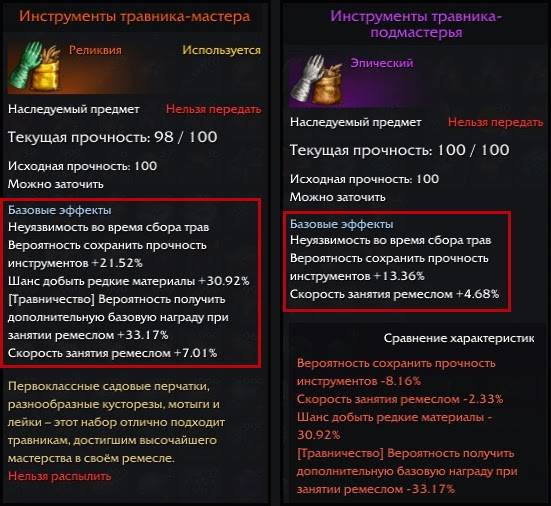 Инструменты травника-мастера
Реликвия
Используется
Наследуемый предмет
Нельзя передать
Текущая прочность: 98 / 100
Исходная прочность: 100
Можно заточить
Базовые эффекты
Неуязвимость во время сбора трав
Вероятность сохранить прочность
инструментов +21.52%
Шанс добыть редкие материалы +30.92%
[Травничество] Вероятность получить
дополнительную базовую награду при
занятии ремеслом +33.17%
Скорость занятия ремеслом +7.01%
Первоклассные садовые перчатки,
разнообразные кусторезы, мотыги и
лейки – этот набор отлично подходит
травникам, достигшим высочайшего
мастерства в своём ремесле.
Нельзя распылить
Инструменты травника-
подмастерья
Эпический
Наследуемый предмет
Нельзя передать
Текущая прочность: 100 / 100
Исходная прочность: 100
Можно заточить
Базовые эффекты
Неуязвимость во время сбора трав
Вероятность сохранить прочность
инструментов +13.36%
Скорость занятия ремеслом +4.68%
Сравнение характеристик
Вероятность сохранить прочность
инструментов -8.16%
Скорость занятия ремеслом -2.33%
Шанс добыть редкие материалы -
30.92%
[Травничество] Вероятность получить
дополнительную базовую награду при
занятии ремеслом -33.17%